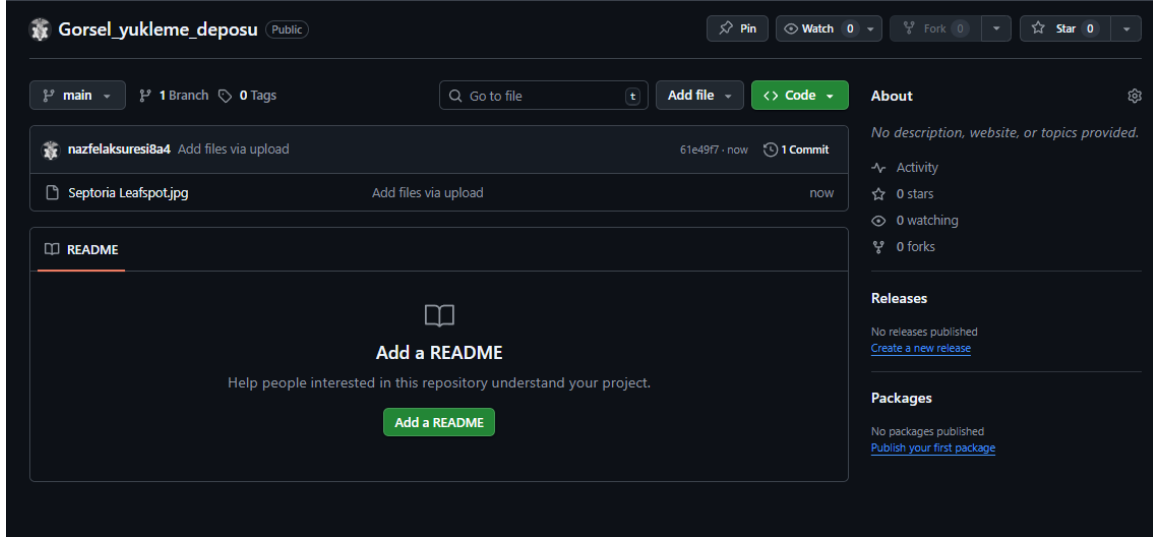 Gorsel_yukleme_deposu Public
Pin
Watch 0
Fork 0
Star 0
main
1 Branch
0 Tags
Go to file
t
Add file
<> Code
nazfelaksuresi8a4 Add files via upload
61e49f7 · now
1 Commit
Septoria Leafspot.jpg
Add files via upload
now
README
Add a README
Help people interested in this repository understand your project.
Add a README
About
No description, website, or topics provided.
Activity
0 stars
0 watching
0 forks
Releases
No releases published
Create a new release
Packages
No packages published
Publish your first package